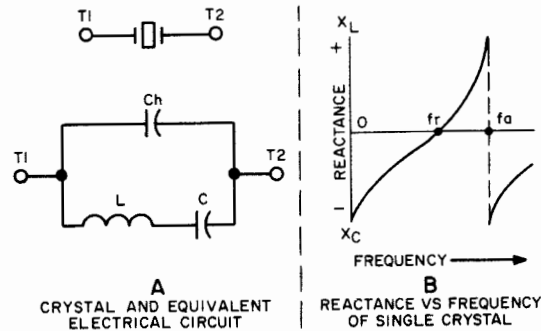 T1 T2
Ch
T1 T2
L C
A
CRYSTAL AND EQUIVALENT
ELECTRICAL CIRCUIT
XL
+
REACTANCE
O fr fa
-
XC
FREQUENCY
B
REACTANCE VS FREQUENCY
OF SINGLE CRYSTAL